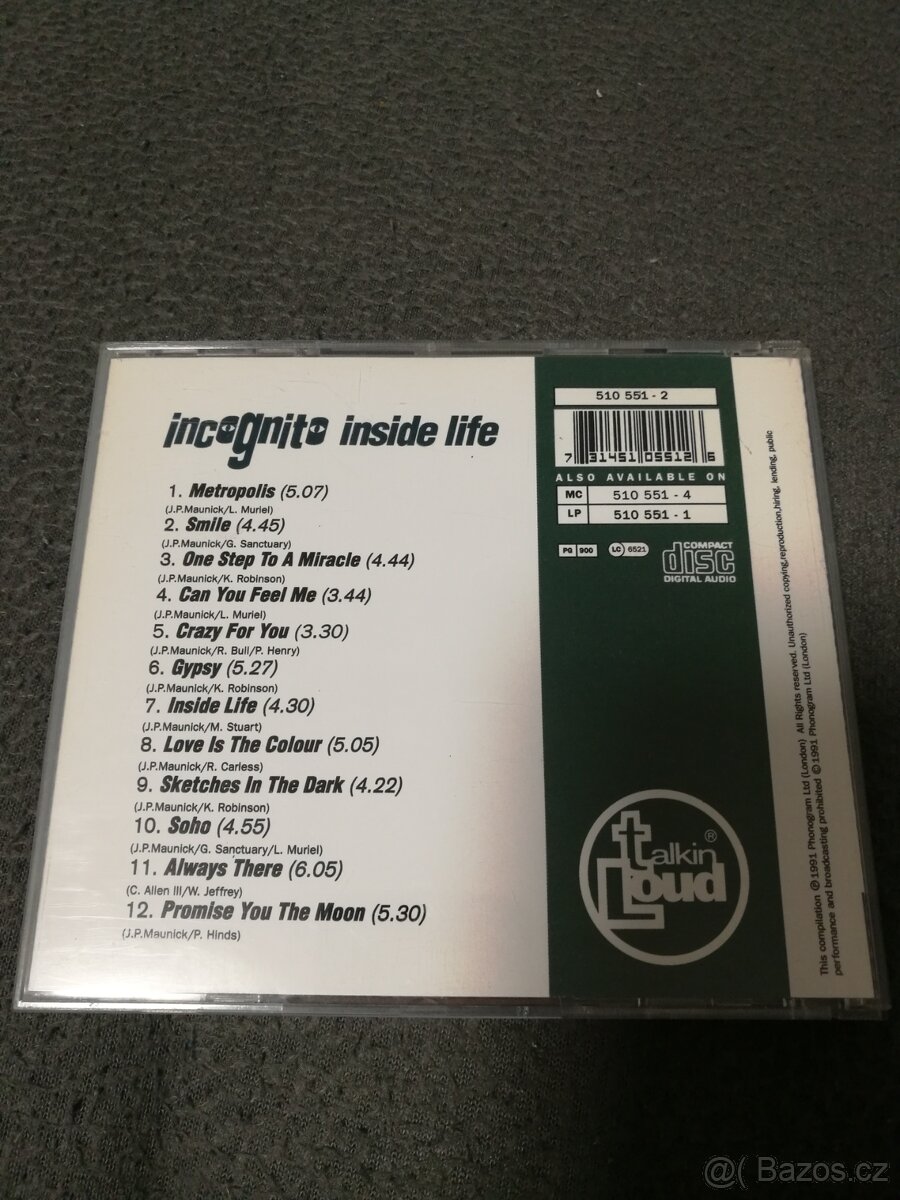 incognito inside life
1. Metropolis (5.07)
(J.P.Maunick/L. Muriel)
2. Smile (4.45)
(J.P.Maunick/G. Sanctuary)
3. One Step To A Miracle (4.44)
(J.P.Maunick/K. Robinson)
4. Can You Feel Me (3.44)
(J.P.Maunick/L. Muriel)
5. Crazy For You (3.30)
(J.P.Maunick/R. Bull/P. Henry)
6. Gypsy (5.27)
(J.P.Maunick/K. Robinson)
7. Inside Life (4.30)
(J.P.Maunick/M. Stuart)
8. Love Is The Colour (5.05)
(J.P.Maunick/R. Carless)
9. Sketches In The Dark (4.22)
(J.P.Maunick/K. Robinson)
10. Soho (4.55)
(J.P.Maunick/G. Sanctuary/L. Muriel)
11. Always There (6.05)
(C. Allen III/W. Jeffrey)
12. Promise You The Moon (5.30)
(J.P.Maunick/P. Hinds)
510 551 - 2
7 31451 05512 6
ALSO AVAILABLE ON
MC 510 551 - 4
LP 510 551 - 1
PG 900
LC 6521
COMPACT
disc
DIGITAL AUDIO
talkin
Loud
®
This compilation ℗ 1991 Phonogram Ltd (London) All Rights reserved. Unauthorized copying,reproduction,hiring, lending, public
performance and broadcasting prohibited © 1991 Phonogram Ltd (London)
@( Bazos.cz